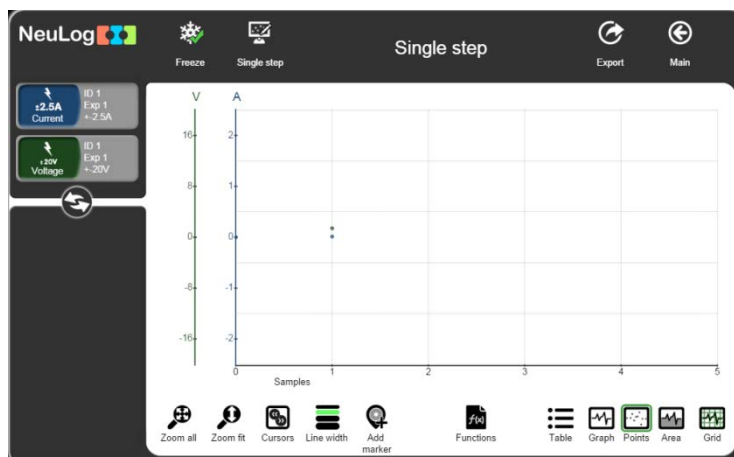 NeuLog
Freeze
Single step
Single step
Export
Main
±2.5A
Current
ID 1
Exp 1
+-2.5A
±20V
Voltage
ID 1
Exp 1
+-20V
V
A
16
8
0
-8
-16
2
1
0
-1
-2
0
1
2
3
4
5
Samples
Zoom all
Zoom fit
Cursors
Line width
Add
marker
f(x)
Functions
Table
Graph
Points
Area
Grid